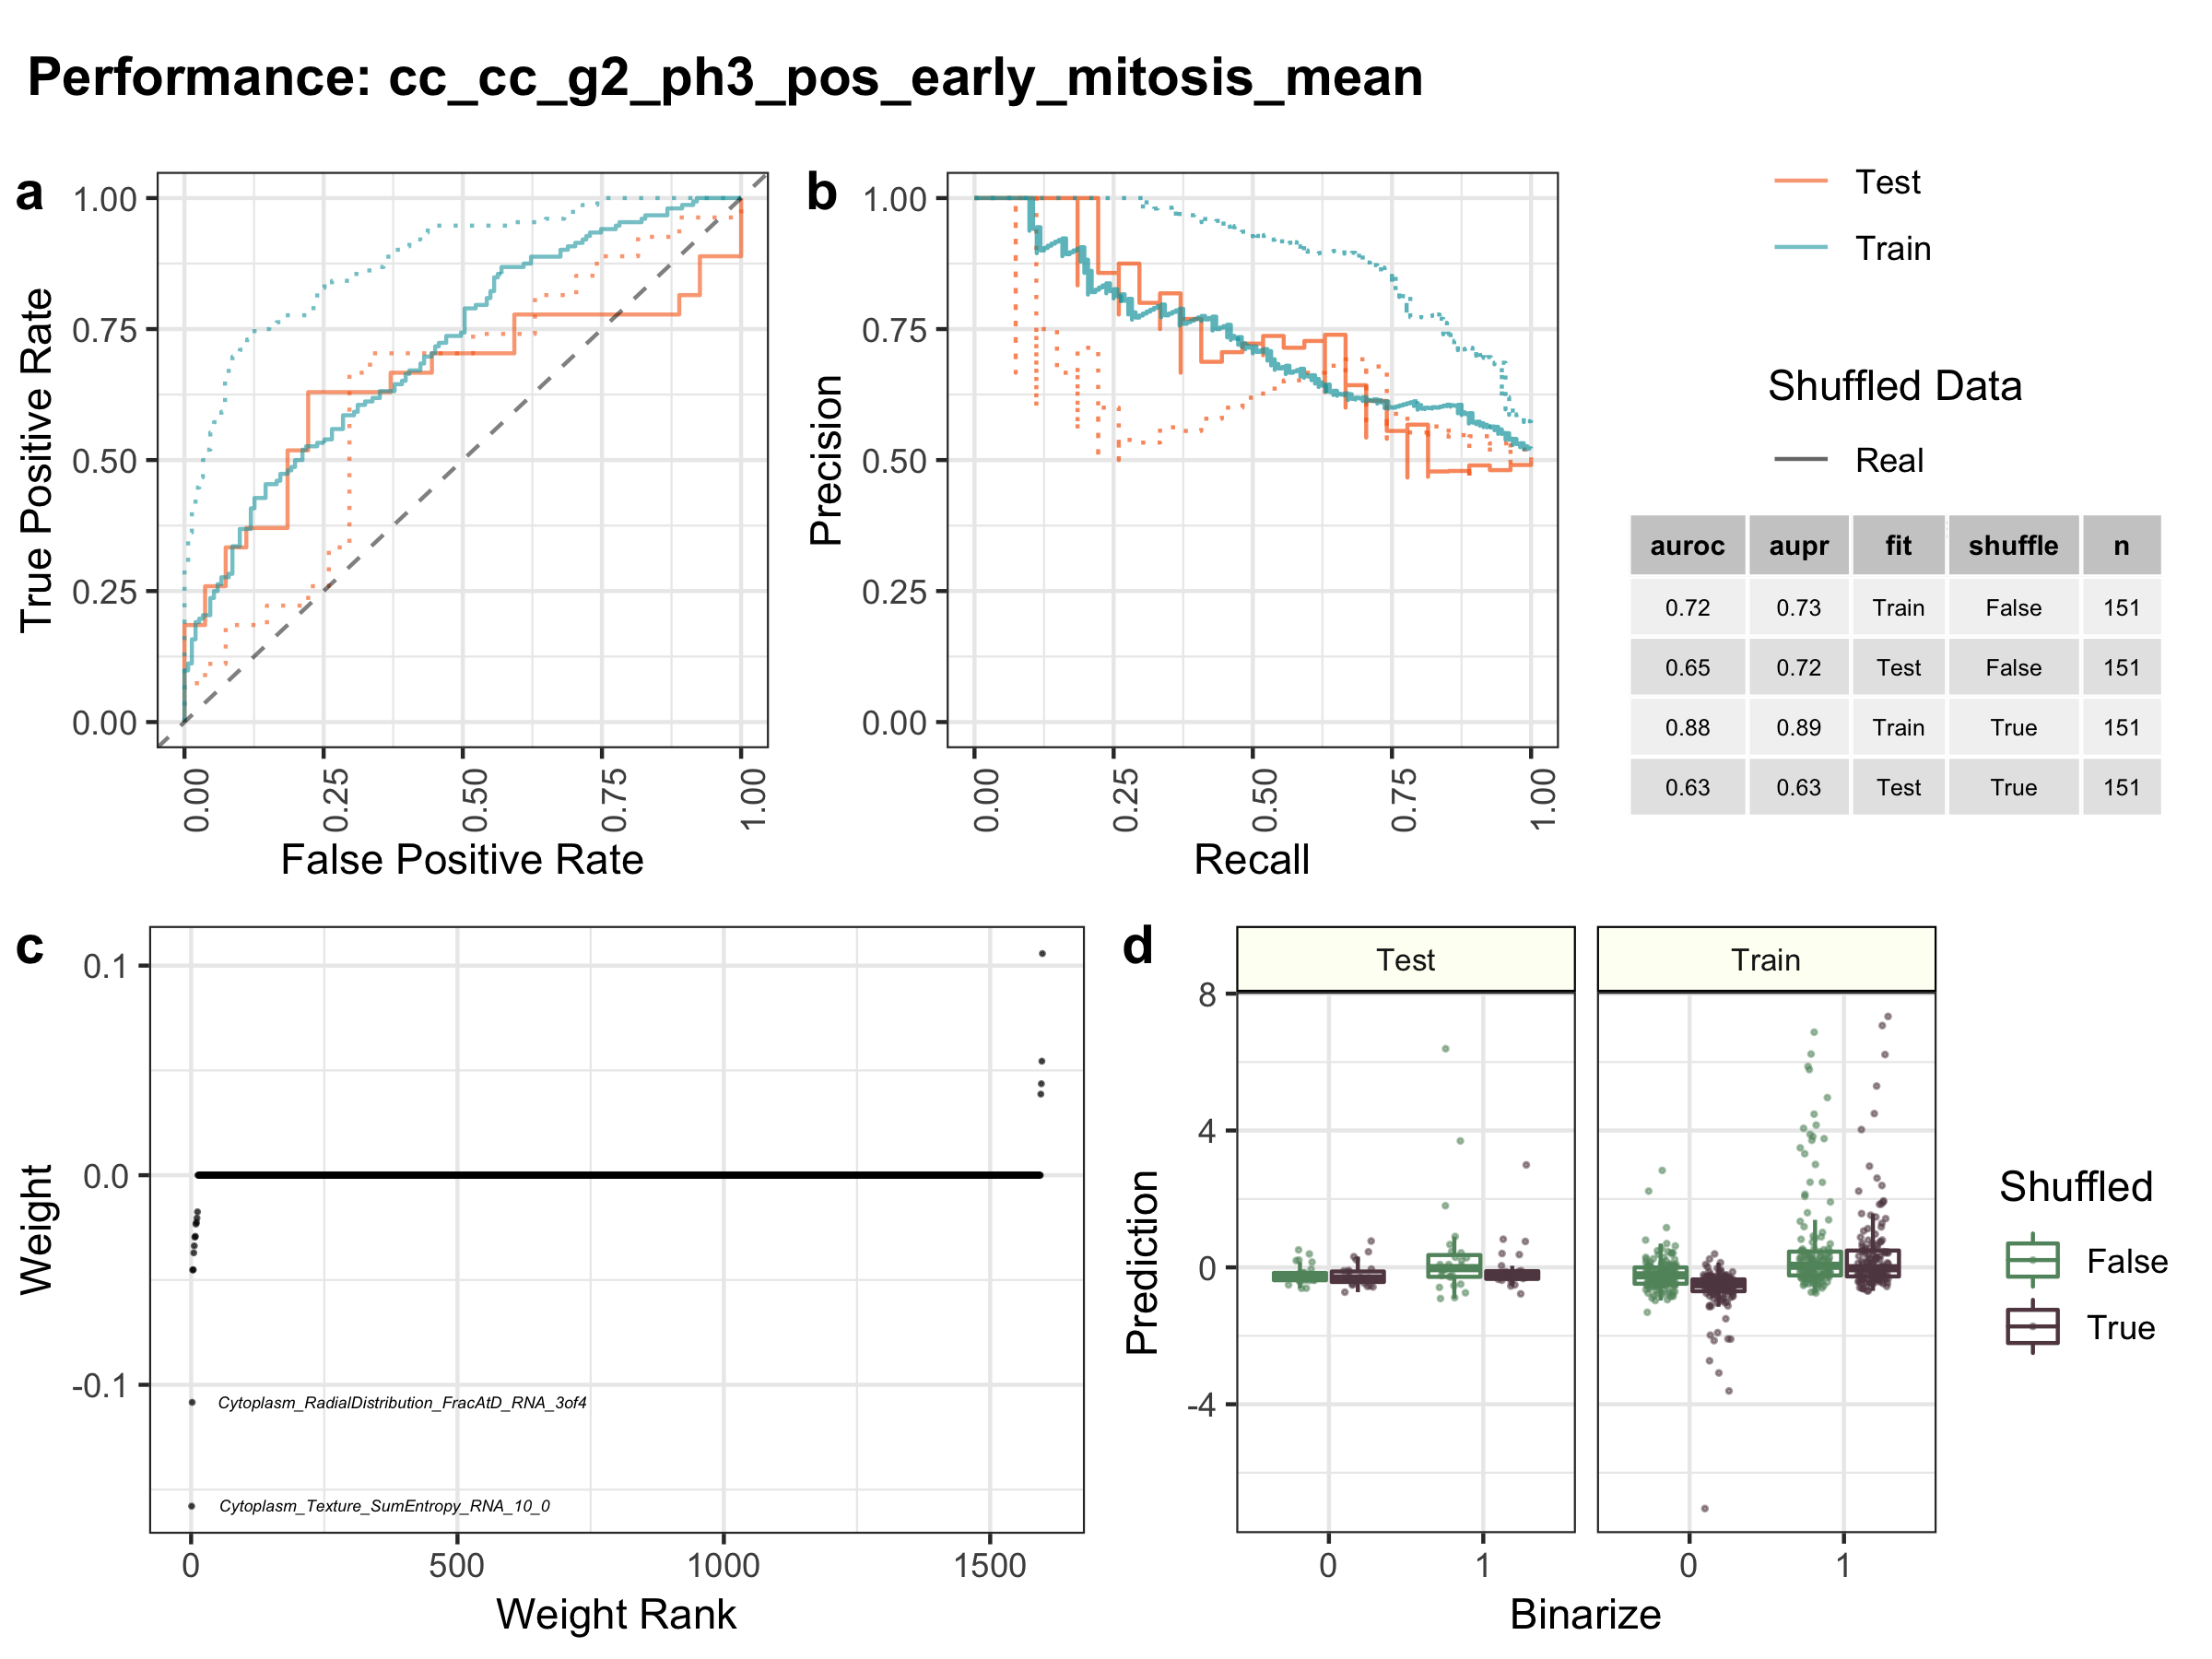 Performance: cc_cc_g2_ph3_pos_early_mitosis_mean
a
1.00
0.75
0.50
0.25
0.00
True Positive Rate
0.00
0.25
0.50
0.75
1.00
False Positive Rate
b
1.00
0.75
0.50
0.25
0.00
Precision
0.00
0.25
0.50
0.75
1.00
Recall
Test
Train
Shuffled Data
Real
auroc aupr fit shuffle n
0.72 0.73 Train False 151
0.65 0.72 Test False 151
0.88 0.89 Train True 151
0.63 0.63 Test True 151
c
0.1
0.0
-0.1
Weight
Cytoplasm_RadialDistribution_FracAtD_RNA_3of4
Cytoplasm_Texture_SumEntropy_RNA_10_0
0 500 1000 1500
Weight Rank
d
Test Train
8
4
0
-4
Prediction
0 1 0 1
Binarize
Shuffled
False
True